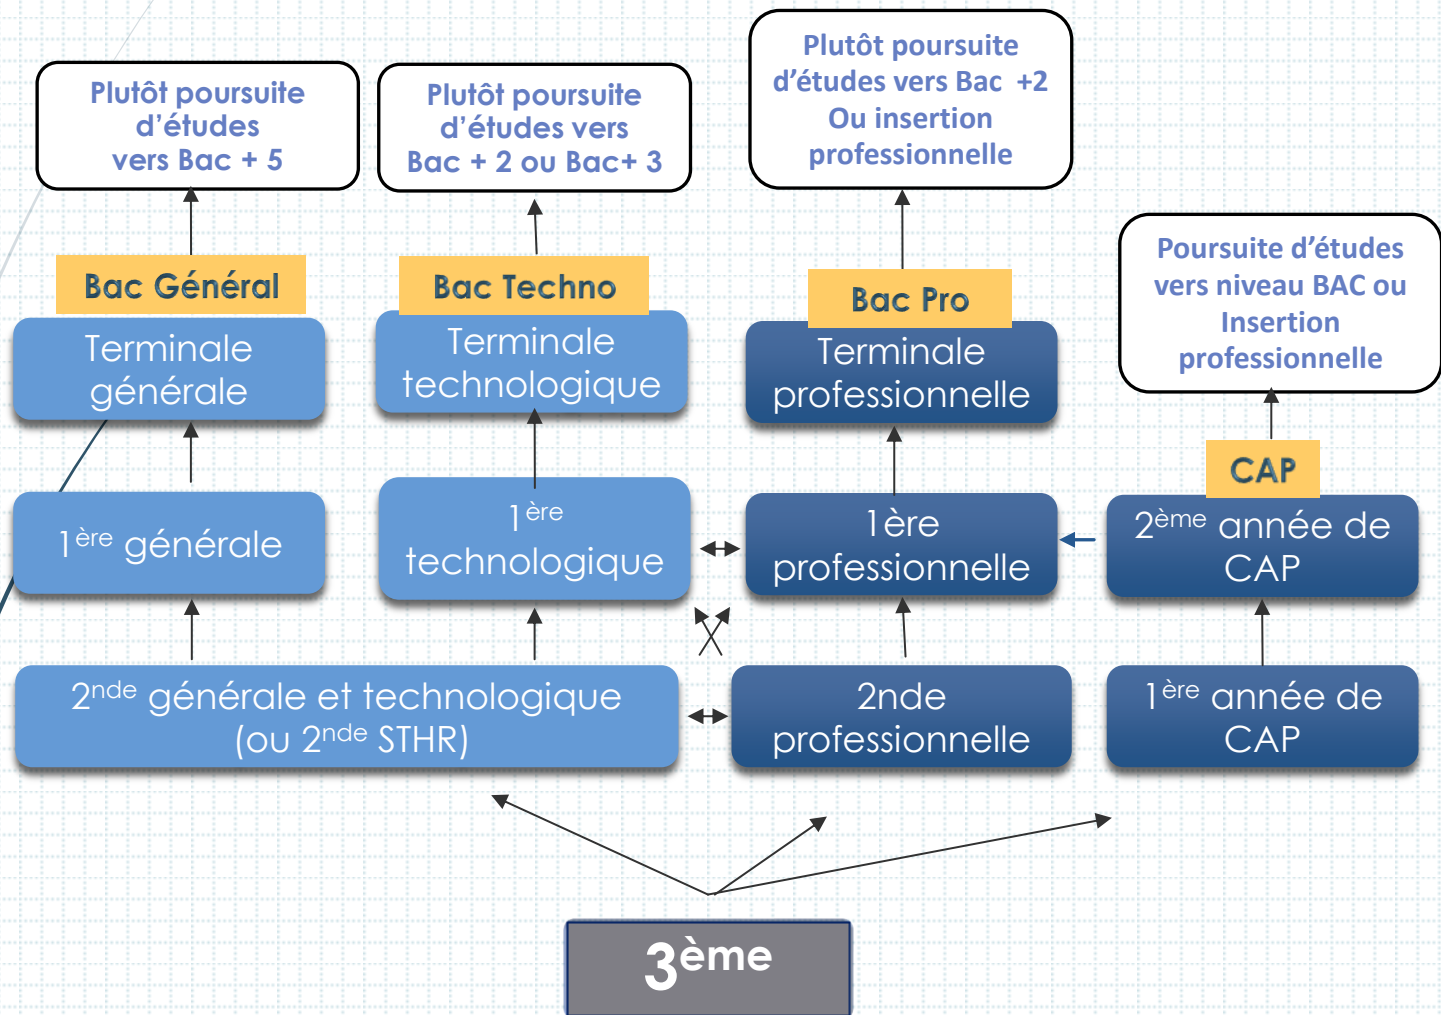 Plutôt poursuite
d'études
vers Bac + 5
Plutôt poursuite
d'études vers
Bac + 2 ou Bac+ 3
Plutôt poursuite
d'études vers Bac +2
Ou insertion
professionnelle
Poursuite d'études
vers niveau BAC ou
Insertion
professionnelle
Bac Général
Bac Techno
Bac Pro
CAP
Terminale
générale
Terminale
technologique
Terminale
professionnelle
1ère générale
1ère
technologique
1ère
professionnelle
2ème année de
CAP
2nde générale et technologique
(ou 2nde STHR)
2nde
professionnelle
1ère année de
CAP
3ème